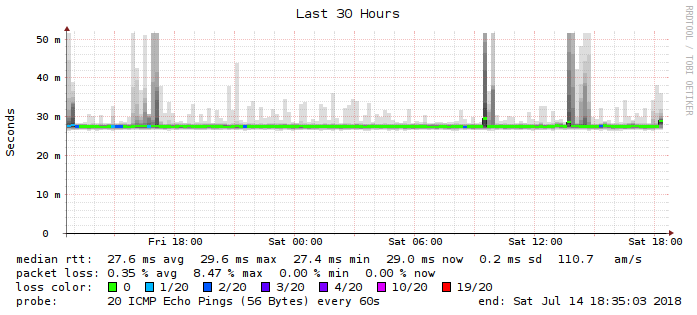 Last 30 Hours
RRDTOOL / TOBI OETIKER
Seconds
50 m
40 m
30 m
20 m
10 m
0
Fri 18:00 Sat 00:00 Sat 06:00 Sat 12:00 Sat 18:00
median rtt: 27.6 ms avg 29.6 ms max 27.4 ms min 29.0 ms now 0.2 ms sd 110.7 am/s
packet loss: 0.35 % avg 8.47 % max 0.00 % min 0.00 % now
loss color: 0 1/20 2/20 3/20 4/20 10/20 19/20
probe: 20 ICMP Echo Pings (56 Bytes) every 60s end: Sat Jul 14 18:35:03 2018